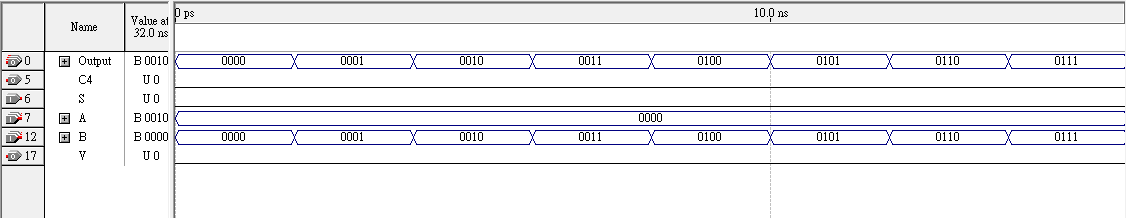 0 ps 10.0 ns
Name Value at 32.0 ns
0 Output B 0010 0000 0001 0010 0011 0100 0101 0110 0111
5 C4 U 0
6 S U 0
7 A B 0010 0000
12 B B 0000 0000 0001 0010 0011 0100 0101 0110 0111
17 V U 0